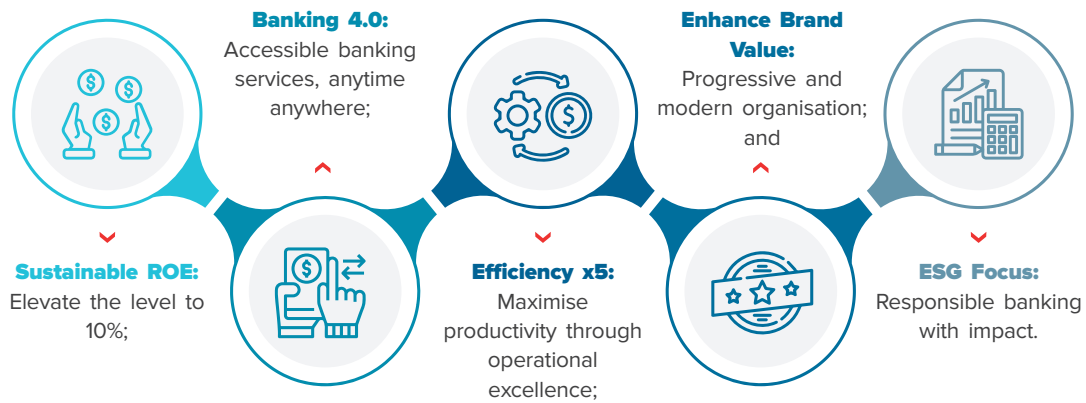 Sustainable ROE:
Elevate the level to
10%;
Banking 4.0:
Accessible banking
services, anytime
anywhere;
Efficiency x5:
Maximise
productivity through
operational
excellence;
Enhance Brand
Value:
Progressive and
modern organisation;
and
ESG Focus:
Responsible banking
with impact.